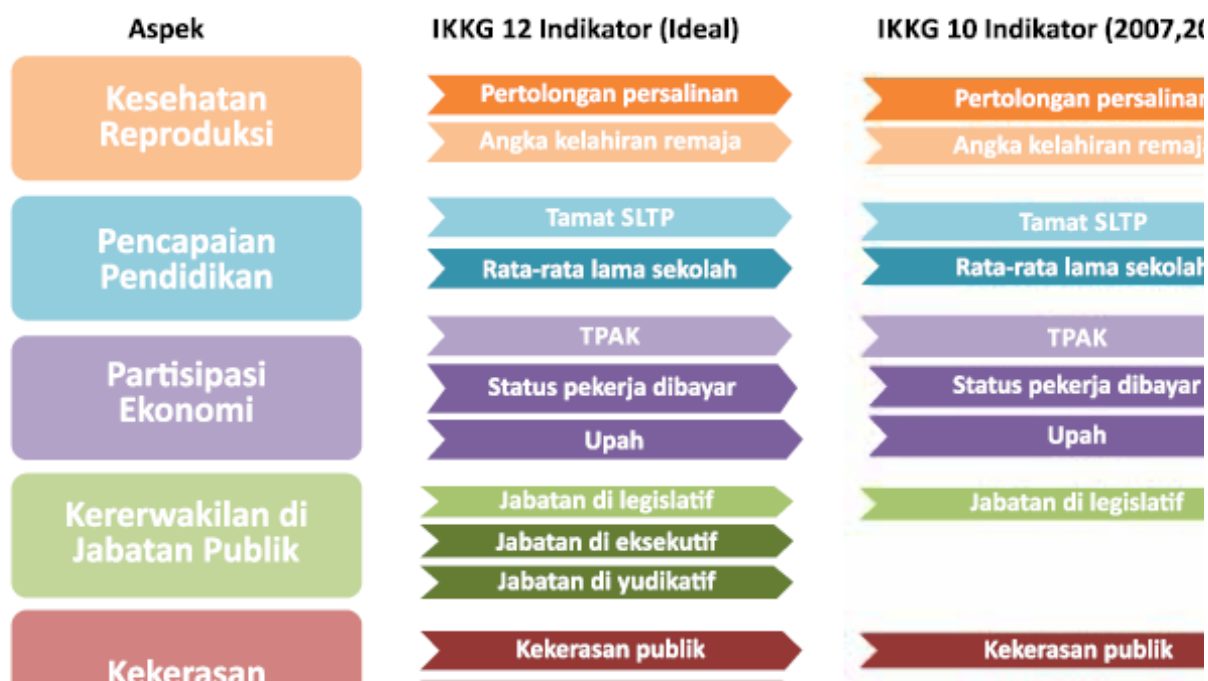 Aspek
IKKG 12 Indikator (Ideal)
IKKG 10 Indikator (2007,20
Kesehatan
Reproduksi
Pertolongan persalinan
Angka kelahiran remaja
Pertolongan persalinan
Angka kelahiran remaj
Pencapaian
Pendidikan
Tamat SLTP
Rata-rata lama sekolah
Tamat SLTP
Rata-rata lama sekolah
Partisipasi
Ekonomi
TPAK
Status pekerja dibayar
Upah
TPAK
Status pekerja dibayar
Upah
Kererwakilan di
Jabatan Publik
Jabatan di legislatif
Jabatan di eksekutif
Jabatan di yudikatif
Jabatan di legislatif
Kekerasan
Kekerasan publik
Kekerasan publik